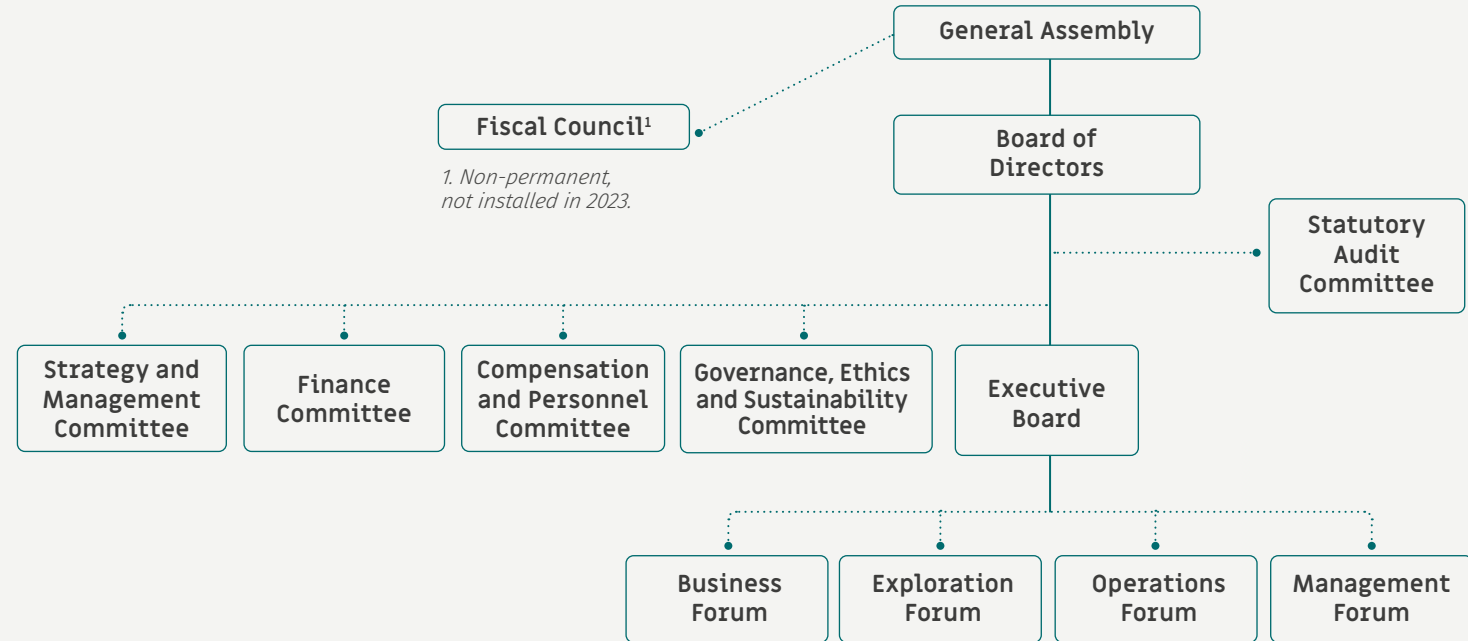 General Assembly
Fiscal Council¹
1. Non-permanent,
not installed in 2023.
Board of
Directors
Statutory
Audit
Committee
Strategy and
Management
Committee
Finance
Committee
Compensation
and Personnel
Committee
Governance, Ethics
and Sustainability
Committee
Executive
Board
Business
Forum
Exploration
Forum
Operations
Forum
Management
Forum